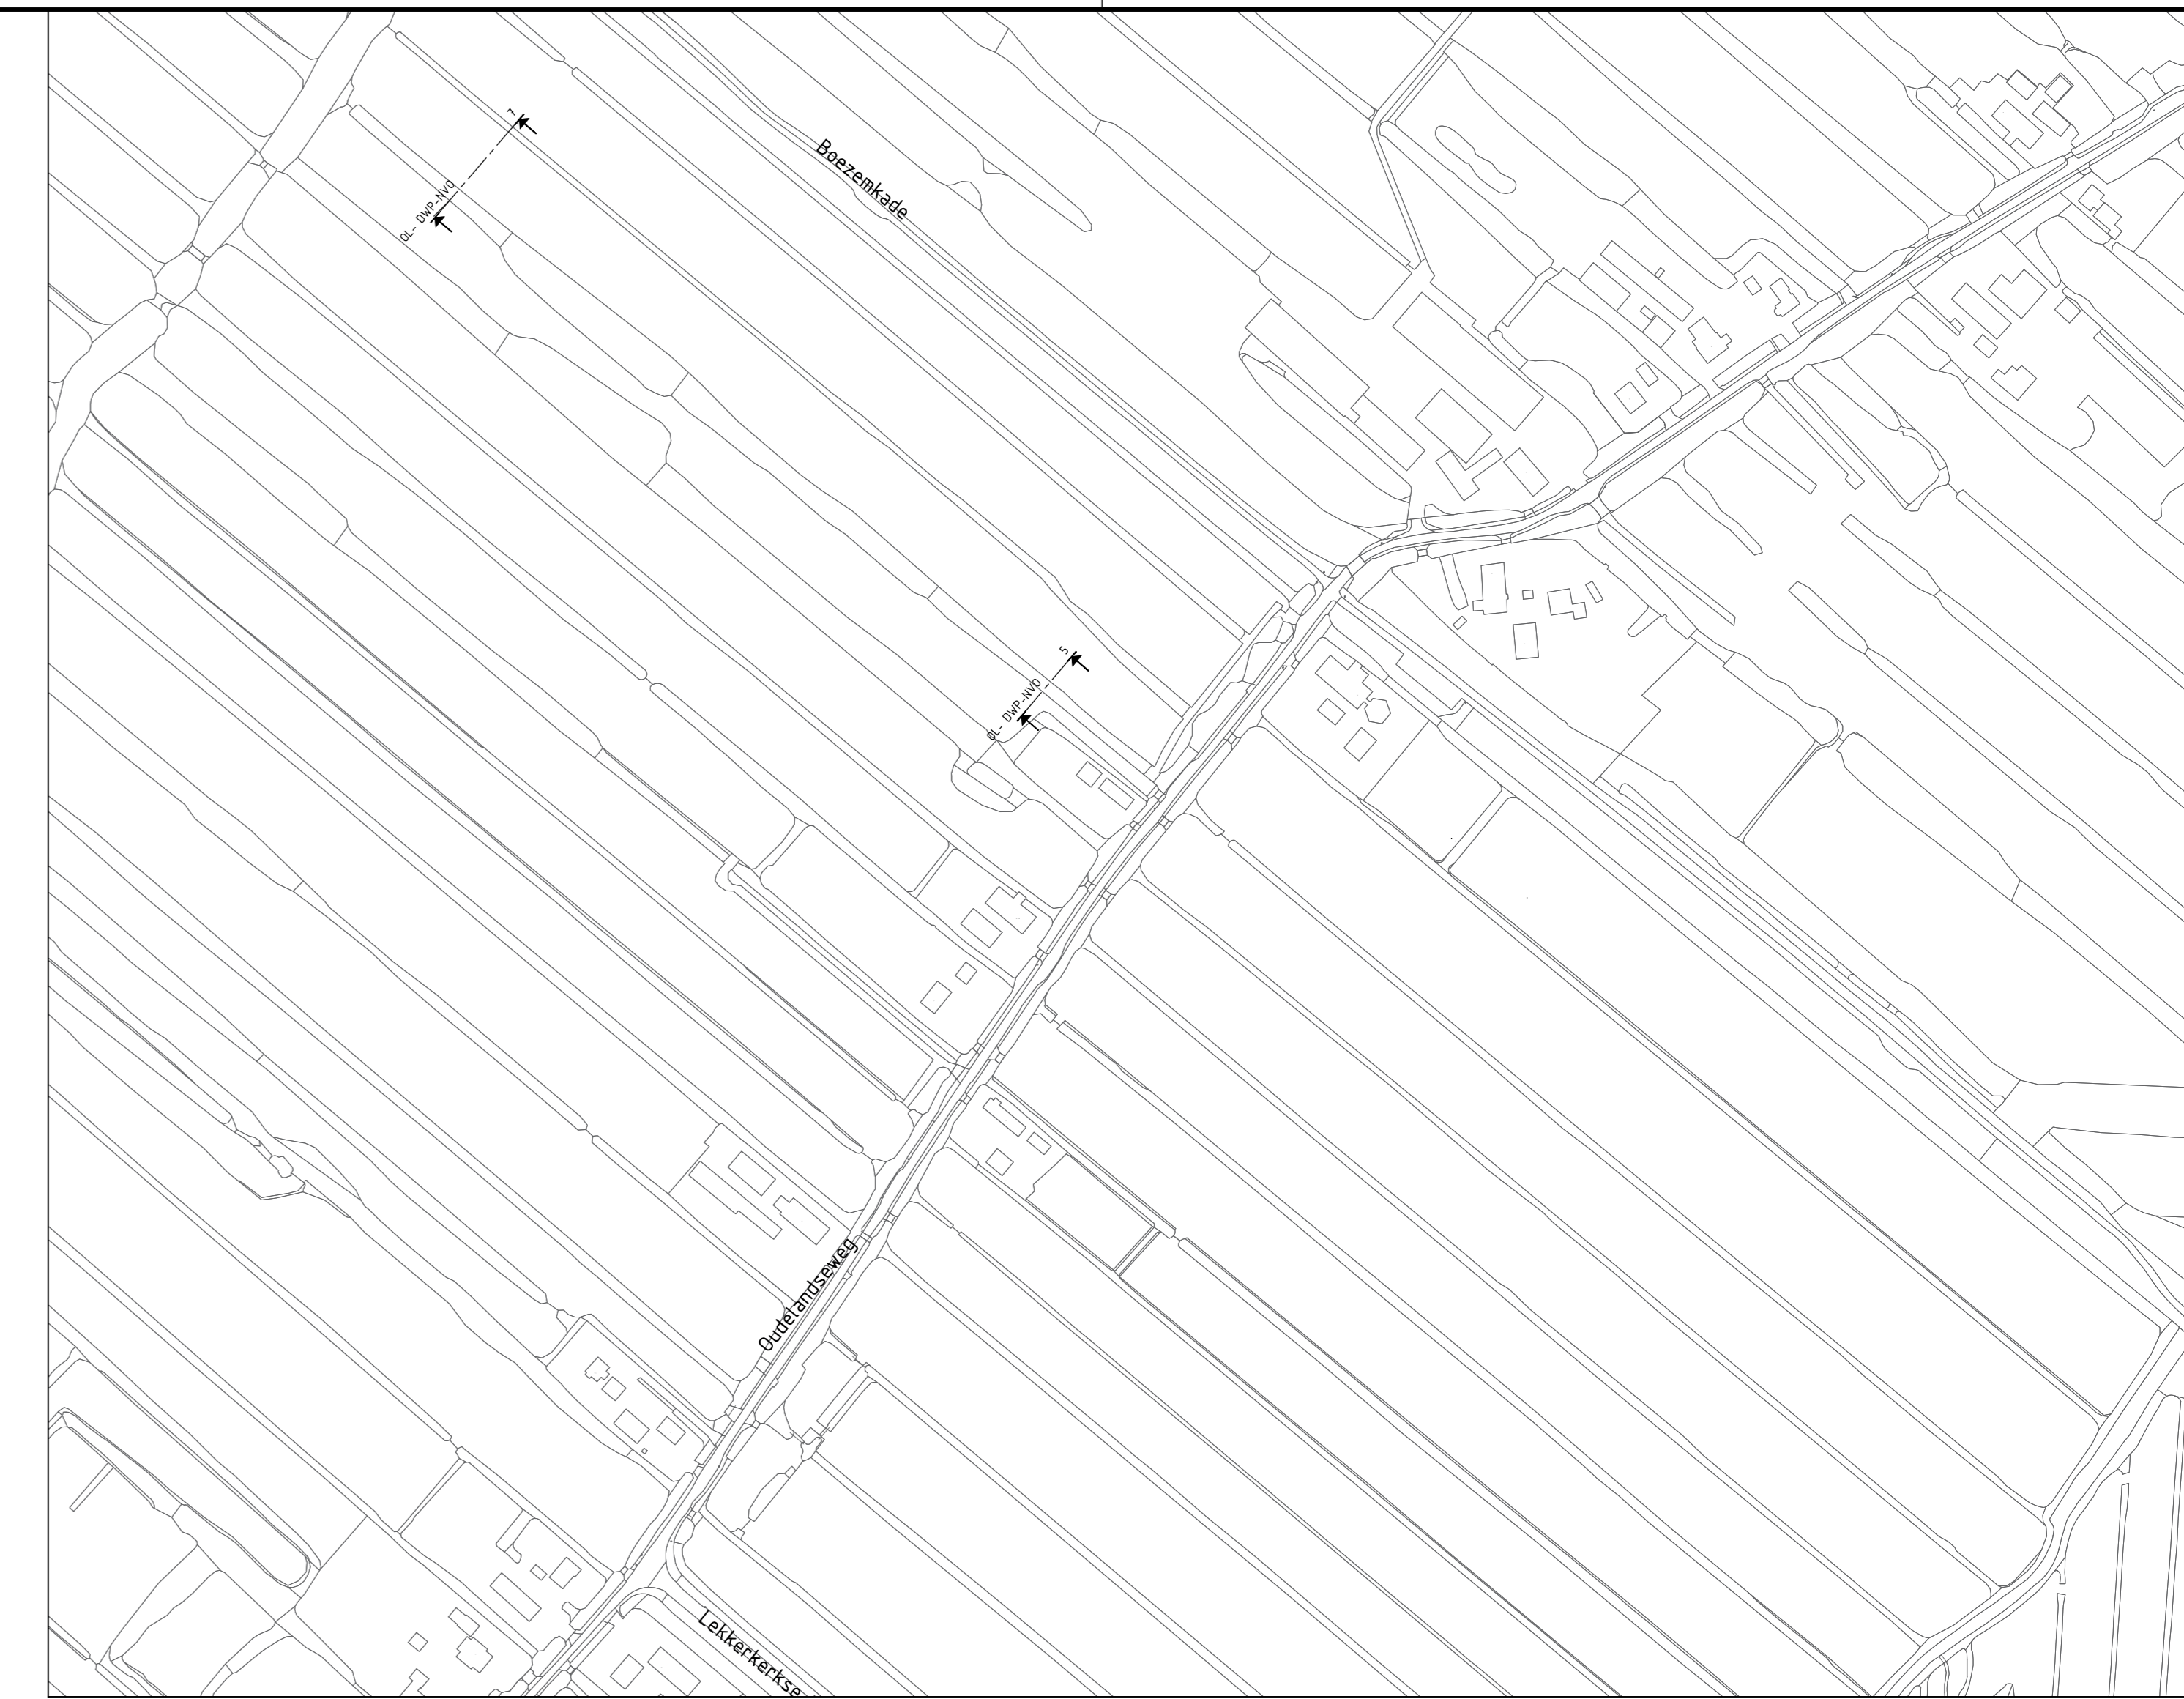 7
OL- DWP-NVO
Boezemkade
5
OL- DWP-NVO
Oudelandseweg
Lekkerkerkse